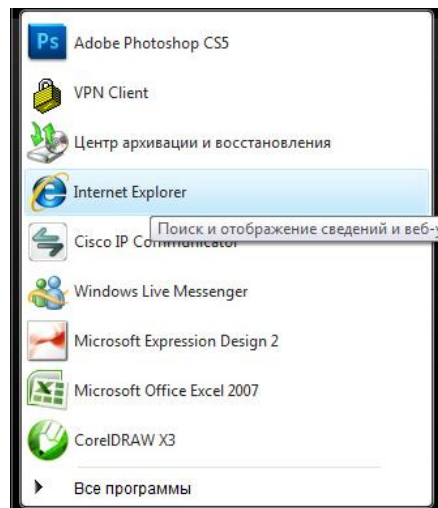 Ps Adobe Photoshop CS5
VPN Client
Центр архивации и восстановления
Internet Explorer
Поиск и отображение сведений и веб-
Cisco IP Communicator
Windows Live Messenger
Microsoft Expression Design 2
Microsoft Office Excel 2007
CorelDRAW X3
Все программы